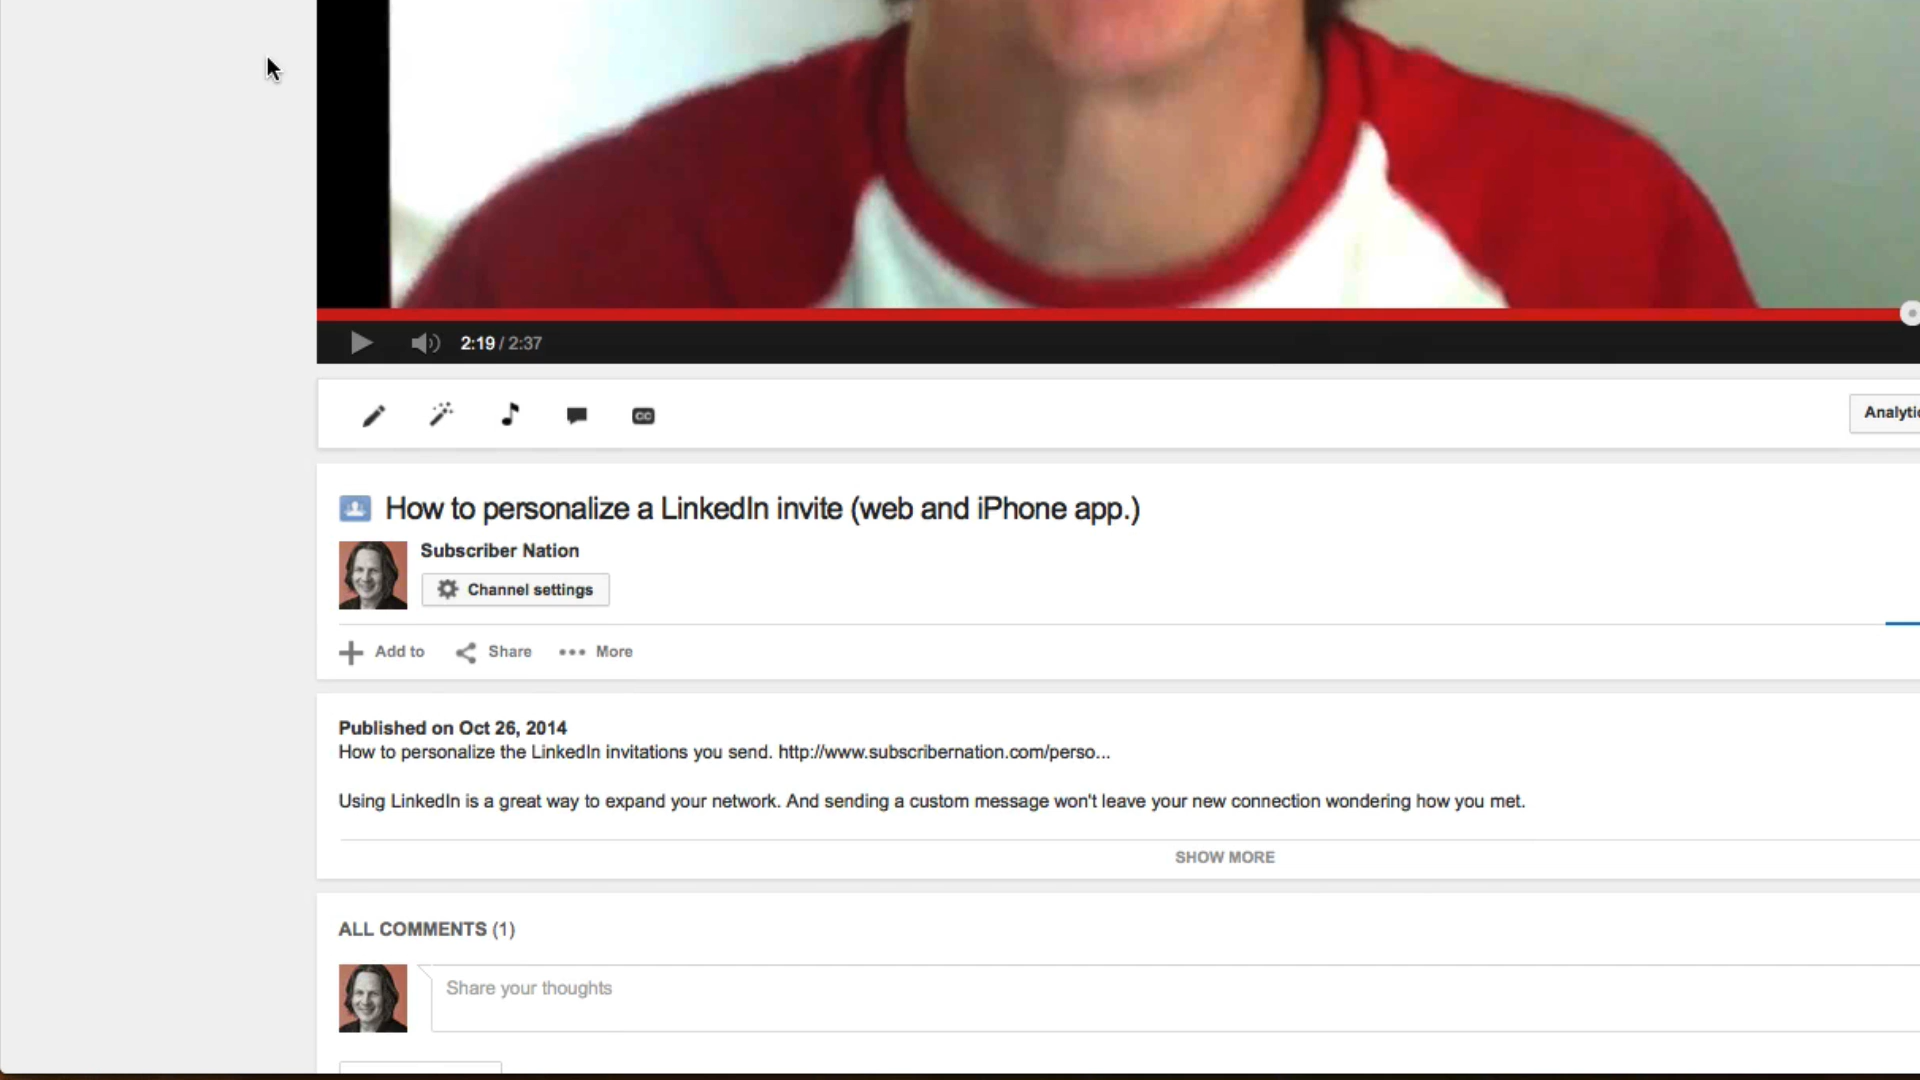 2:19 / 2:37
CC
Analytic
How to personalize a LinkedIn invite (web and iPhone app.)
Subscriber Nation
Channel settings
Add to Share More
Published on Oct 26, 2014
How to personalize the LinkedIn invitations you send. http://www.subscribernation.com/perso...
Using LinkedIn is a great way to expand your network. And sending a custom message won't leave your new connection wondering how you met.
SHOW MORE
ALL COMMENTS (1)
Share your thoughts